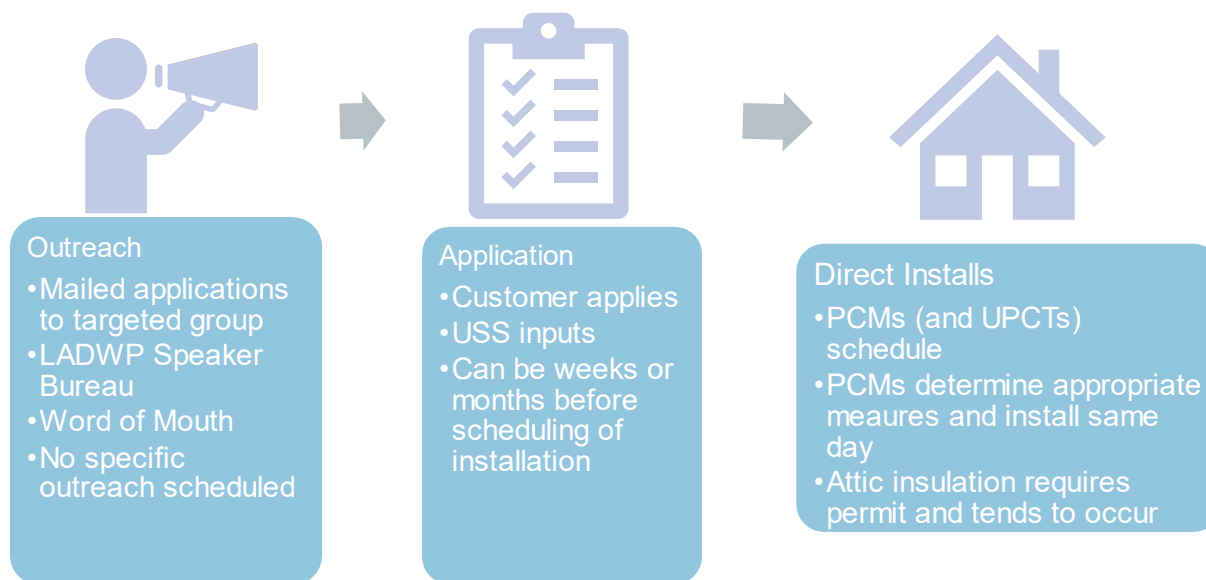 Outreach
•Mailed applications
to targeted group
•LADWP Speaker
Bureau
•Word of Mouth
•No specific
outreach scheduled
Application
•Customer applies
•USS inputs
•Can be weeks or
months before
scheduling of
installation
Direct Installs
•PCMs (and UPCTs)
schedule
•PCMs determine appropriate
meaures and install same
day
•Attic insulation requires
permit and tends to occur